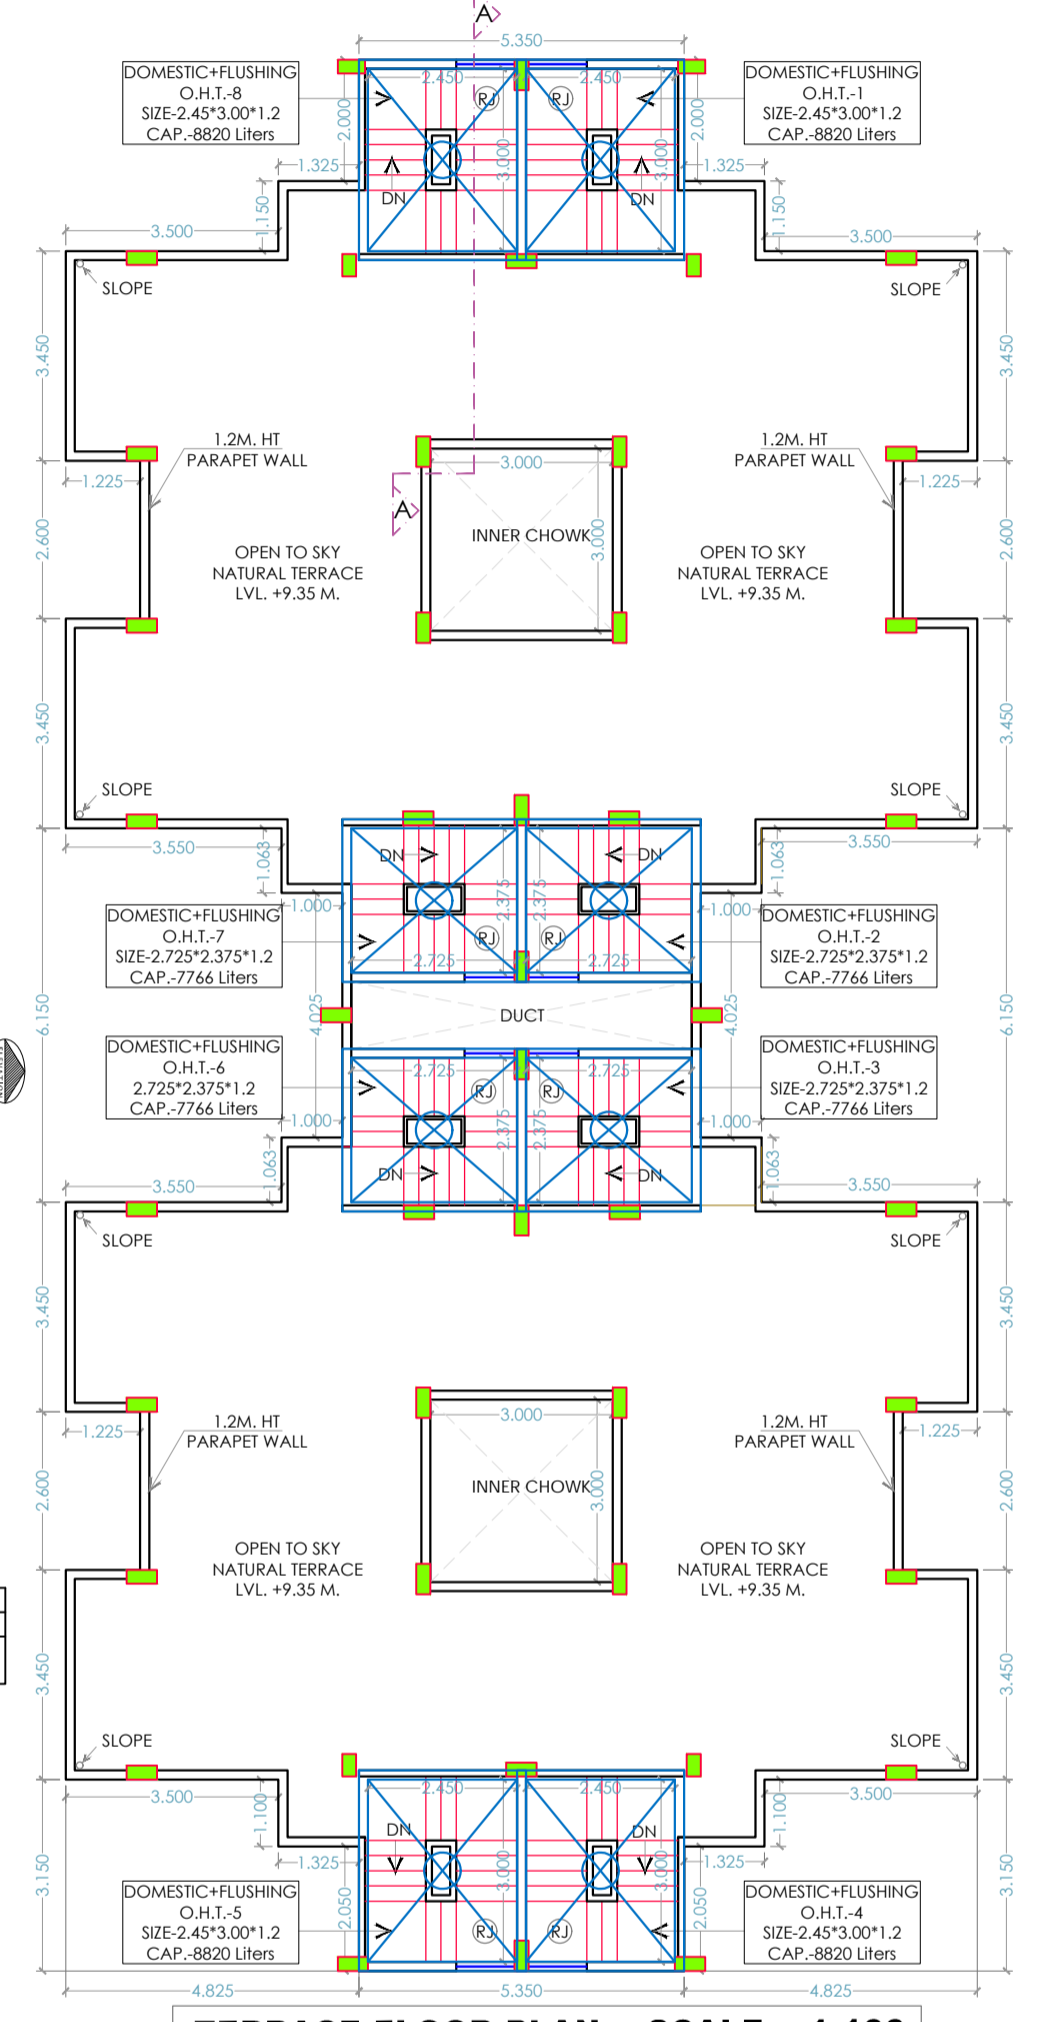 A
5.350
DOMESTIC+FLUSHING
O.H.T.-8
SIZE-2.45*3.00*1.2
CAP.-8820 Liters
2.450
2.450
DOMESTIC+FLUSHING
O.H.T.-1
SIZE-2.45*3.00*1.2
CAP.-8820 Liters
RJ
RJ
2.000
2.000
3.000
3.000
1.325
1.325
DN
DN
1.150
1.150
3.500
3.500
SLOPE
SLOPE
3.450
3.450
1.2M. HT
PARAPET WALL
1.2M. HT
PARAPET WALL
3.000
1.225
1.225
A
INNER CHOWK
3.000
2.600
2.600
OPEN TO SKY
NATURAL TERRACE
LVL. +9.35 M.
OPEN TO SKY
NATURAL TERRACE
LVL. +9.35 M.
3.450
3.450
SLOPE
SLOPE
3.550
3.550
1.063
1.063
DN
DN
2.375
2.375
1.000
1.000
DOMESTIC+FLUSHING
O.H.T.-7
SIZE-2.725*2.375*1.2
CAP.-7766 Liters
RJ
RJ
DOMESTIC+FLUSHING
O.H.T.-2
SIZE-2.725*2.375*1.2
CAP.-7766 Liters
2.725
2.725
6.150
4.025
DUCT
4.025
6.150
DOMESTIC+FLUSHING
O.H.T.-6
2.725*2.375*1.2
CAP.-7766 Liters
2.725
2.725
RJ
RJ
DOMESTIC+FLUSHING
O.H.T.-3
SIZE-2.725*2.375*1.2
CAP.-7766 Liters
1.000
1.000
2.375
2.375
1.063
1.063
DN
DN
3.550
3.550
SLOPE
SLOPE
3.450
3.450
1.2M. HT
PARAPET WALL
1.2M. HT
PARAPET WALL
3.000
1.225
1.225
INNER CHOWK
3.000
2.600
2.600
OPEN TO SKY
NATURAL TERRACE
LVL. +9.35 M.
OPEN TO SKY
NATURAL TERRACE
LVL. +9.35 M.
3.450
3.450
SLOPE
SLOPE
3.500
2.450
2.450
3.500
1.100
1.100
DN
DN
1.325
1.325
3.000
3.000
3.150
3.150
DOMESTIC+FLUSHING
O.H.T.-5
SIZE-2.45*3.00*1.2
CAP.-8820 Liters
2.050
2.050
RJ
RJ
DOMESTIC+FLUSHING
O.H.T.-4
SIZE-2.45*3.00*1.2
CAP.-8820 Liters
4.825
5.350
4.825
TERRACE FLOOR PLAN